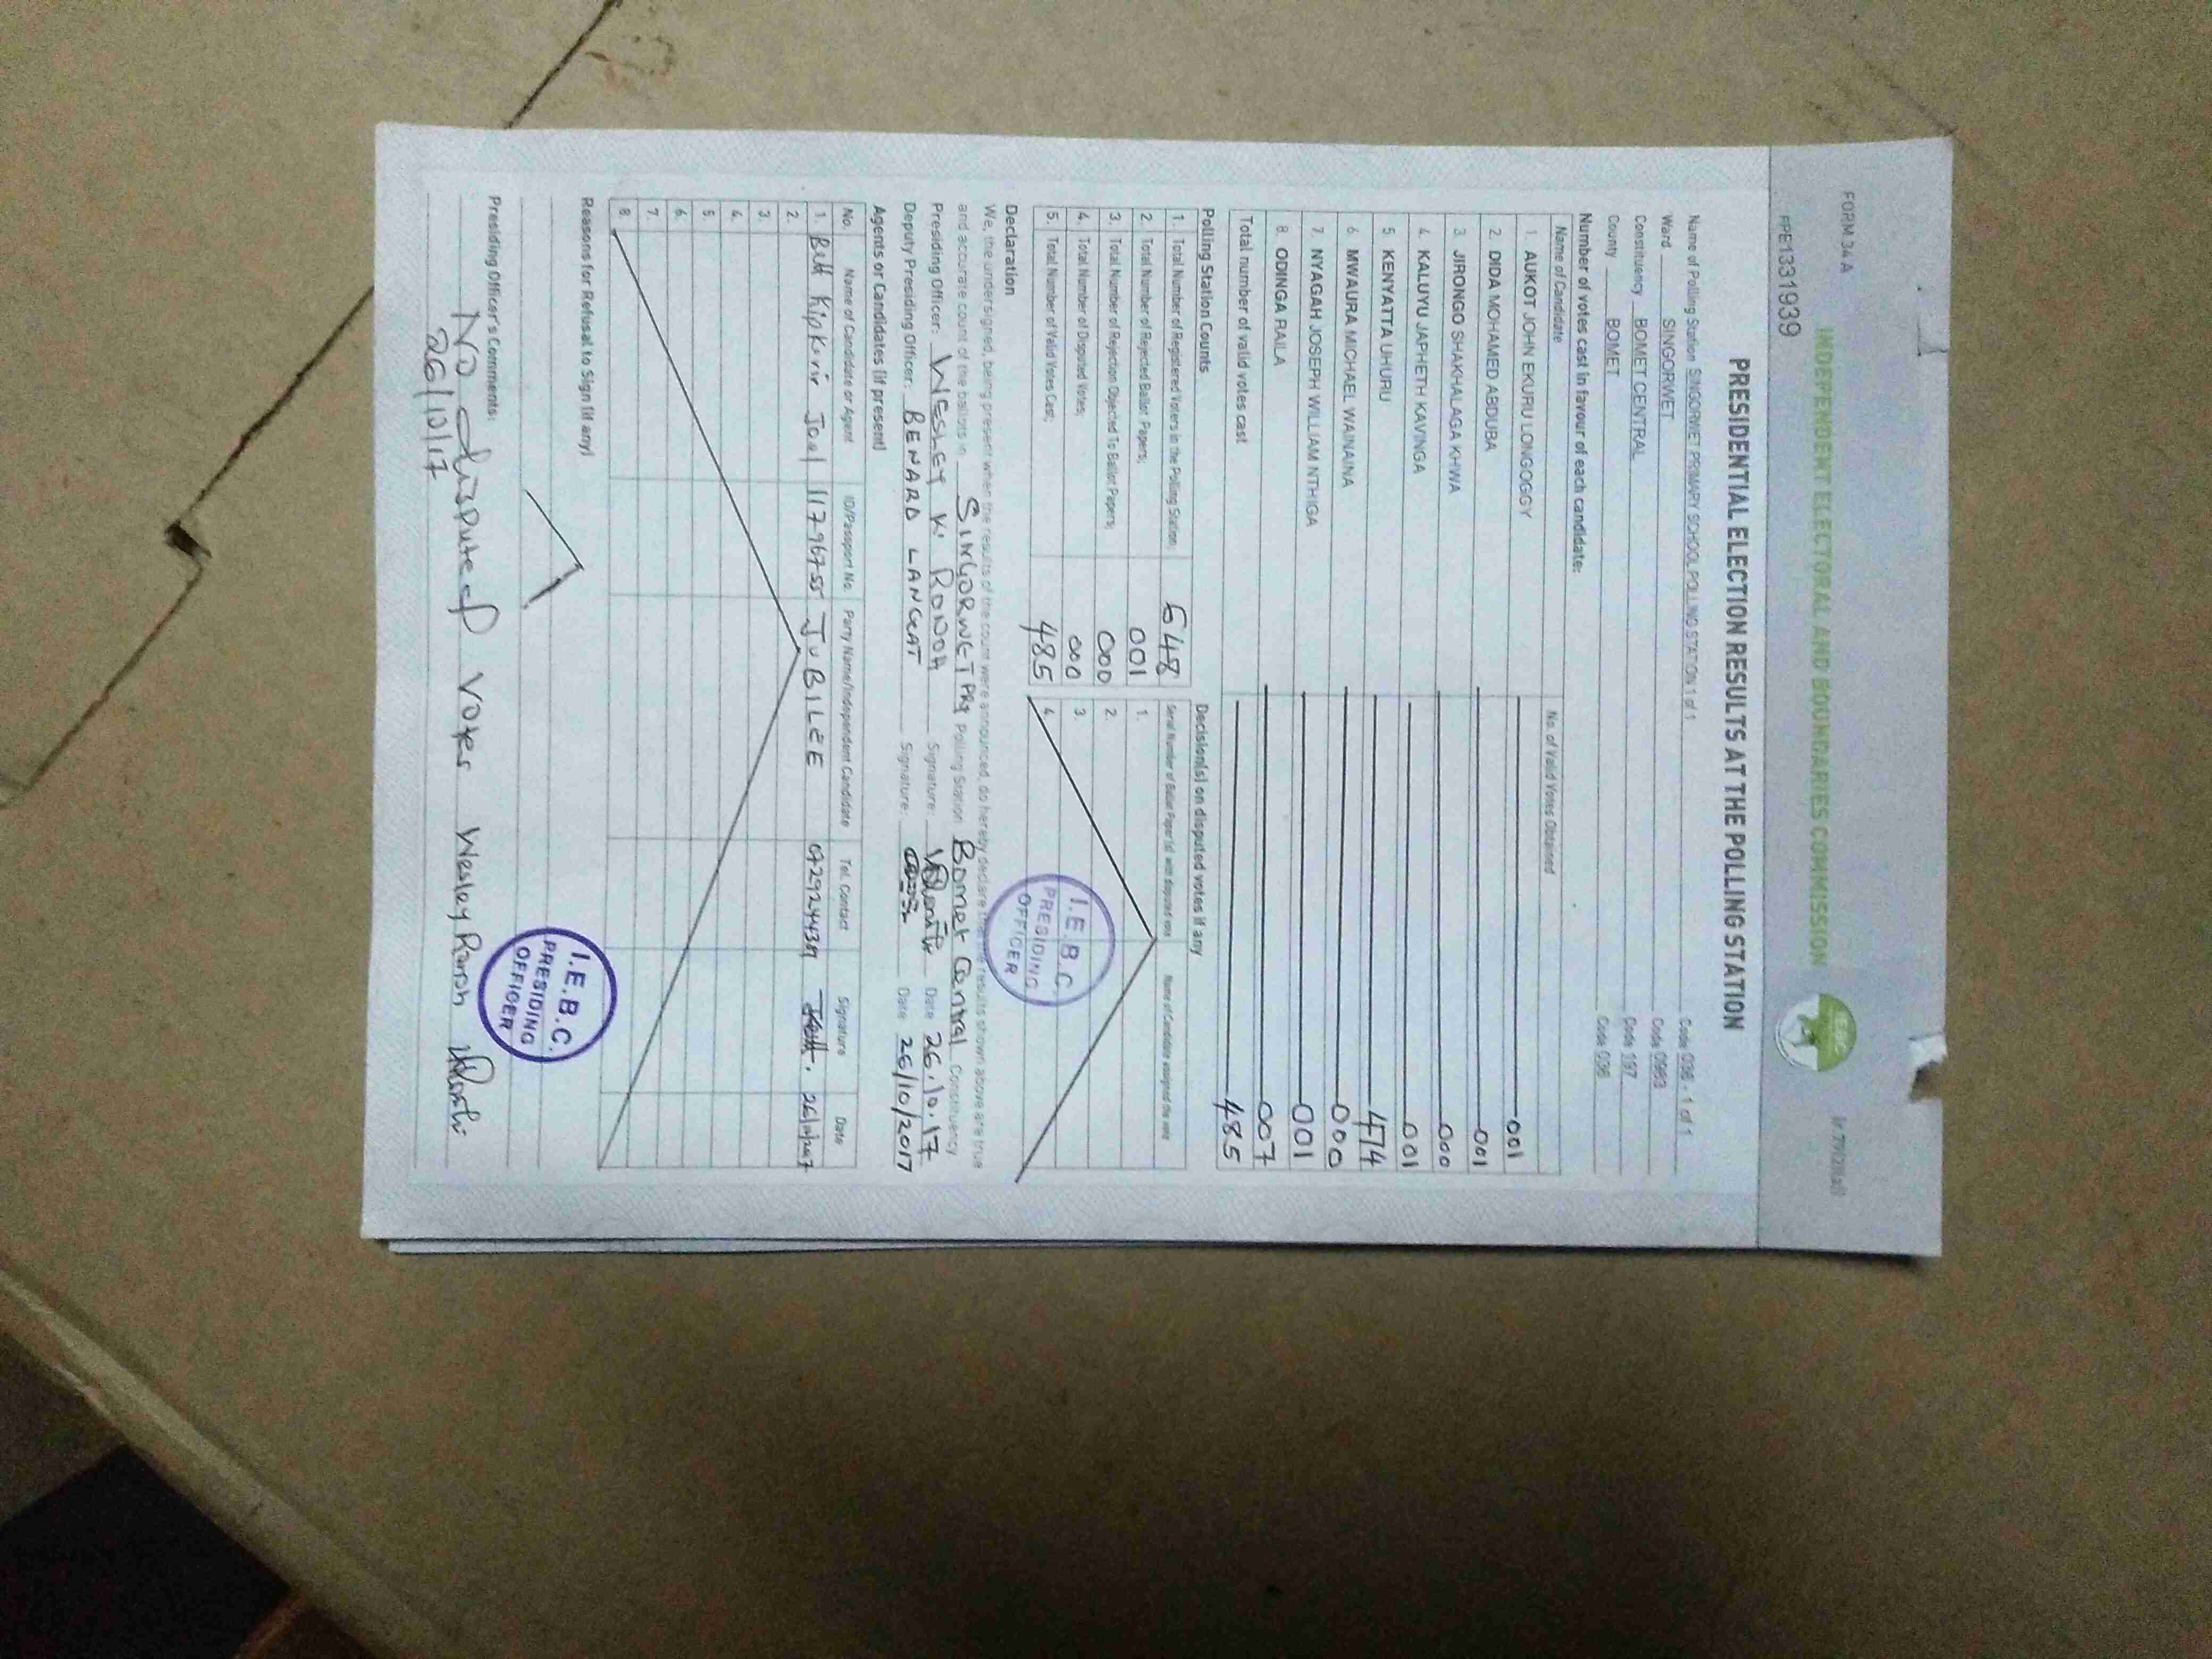 FORM 34 A
INDEPENDENT ELECTORAL AND BOUNDARIES COMMISSION
PRE1331939
PRESIDENTIAL ELECTION RESULTS AT THE POLLING STATION
Name of Polling Station SINGORWET PRIMARY SCHOOL POLLING STATION 1 of 1 Code 036 - 1 of 1
Ward SINGORWET Code 0983
Constituency BOMET CENTRAL Code 197
County BOMET Code 036
Number of votes cast in favour of each candidate:
Name of Candidate No. of Valid Votes Obtained
1. AUKOT JOHN EKURU LONGOGGY 001
2. DIDA MOHAMED ABDUBA 001
3. JIRONGO SHAKHALAGA KHWA 000
4. KALUYU JAPHETH KAVINGA 001
5 KENYATTA UHURU 474
6 MWAURA MICHAEL WAINAINA 000
7. NYAGAH JOSEPH WILLIAM NTHIGA 001
8. ODINGA RAILA 007
Total number of valid votes cast 485
Polling Station Counts Decision(s) on disputed votes if any
1. Total Number of Registered Voters in the Polling Station; 548 Serial Number of Ballot Paper(s) with disputed vote Name of Candidate assigned the vote
2. Total Number of Rejected Ballot Papers; 001 1.
3. Total Number of Rejection Objected To Ballot Papers; 000 2.
4. Total Number of Disputed Votes; 000 3.
5. Total Number of Valid Votes Cast; 485 4.
I.E.B.C.
PRESIDING
OFFICER
Declaration
We, the undersigned, being present when the results of the count were announced, do hereby declare that the results shown above are true
and accurate count of the ballots in SINGORWET PRY Polling Station Bomet Central Constituency
Presiding Officer: WESLEY K. RONOH Signature: Date 26.10.17
Deputy Presiding Officer: BENARD LANGAT Signature: Date 26/10/2017
Agents or Candidates (if present)
No. Name of Candidate or Agent ID/Passport No. Party Name/Independent Candidate Tel. Contact Signature Date
1. Bett Kipkorir Joel JUBILEE
2.
3.
4.
5.
6.
7.
8.
Reasons for Refusal to Sign (if any)
I.E.B.C.
PRESIDING
OFFICER
Presiding Officer's Comments:
No dispute of voter Wesley Ronoh
26/10/17